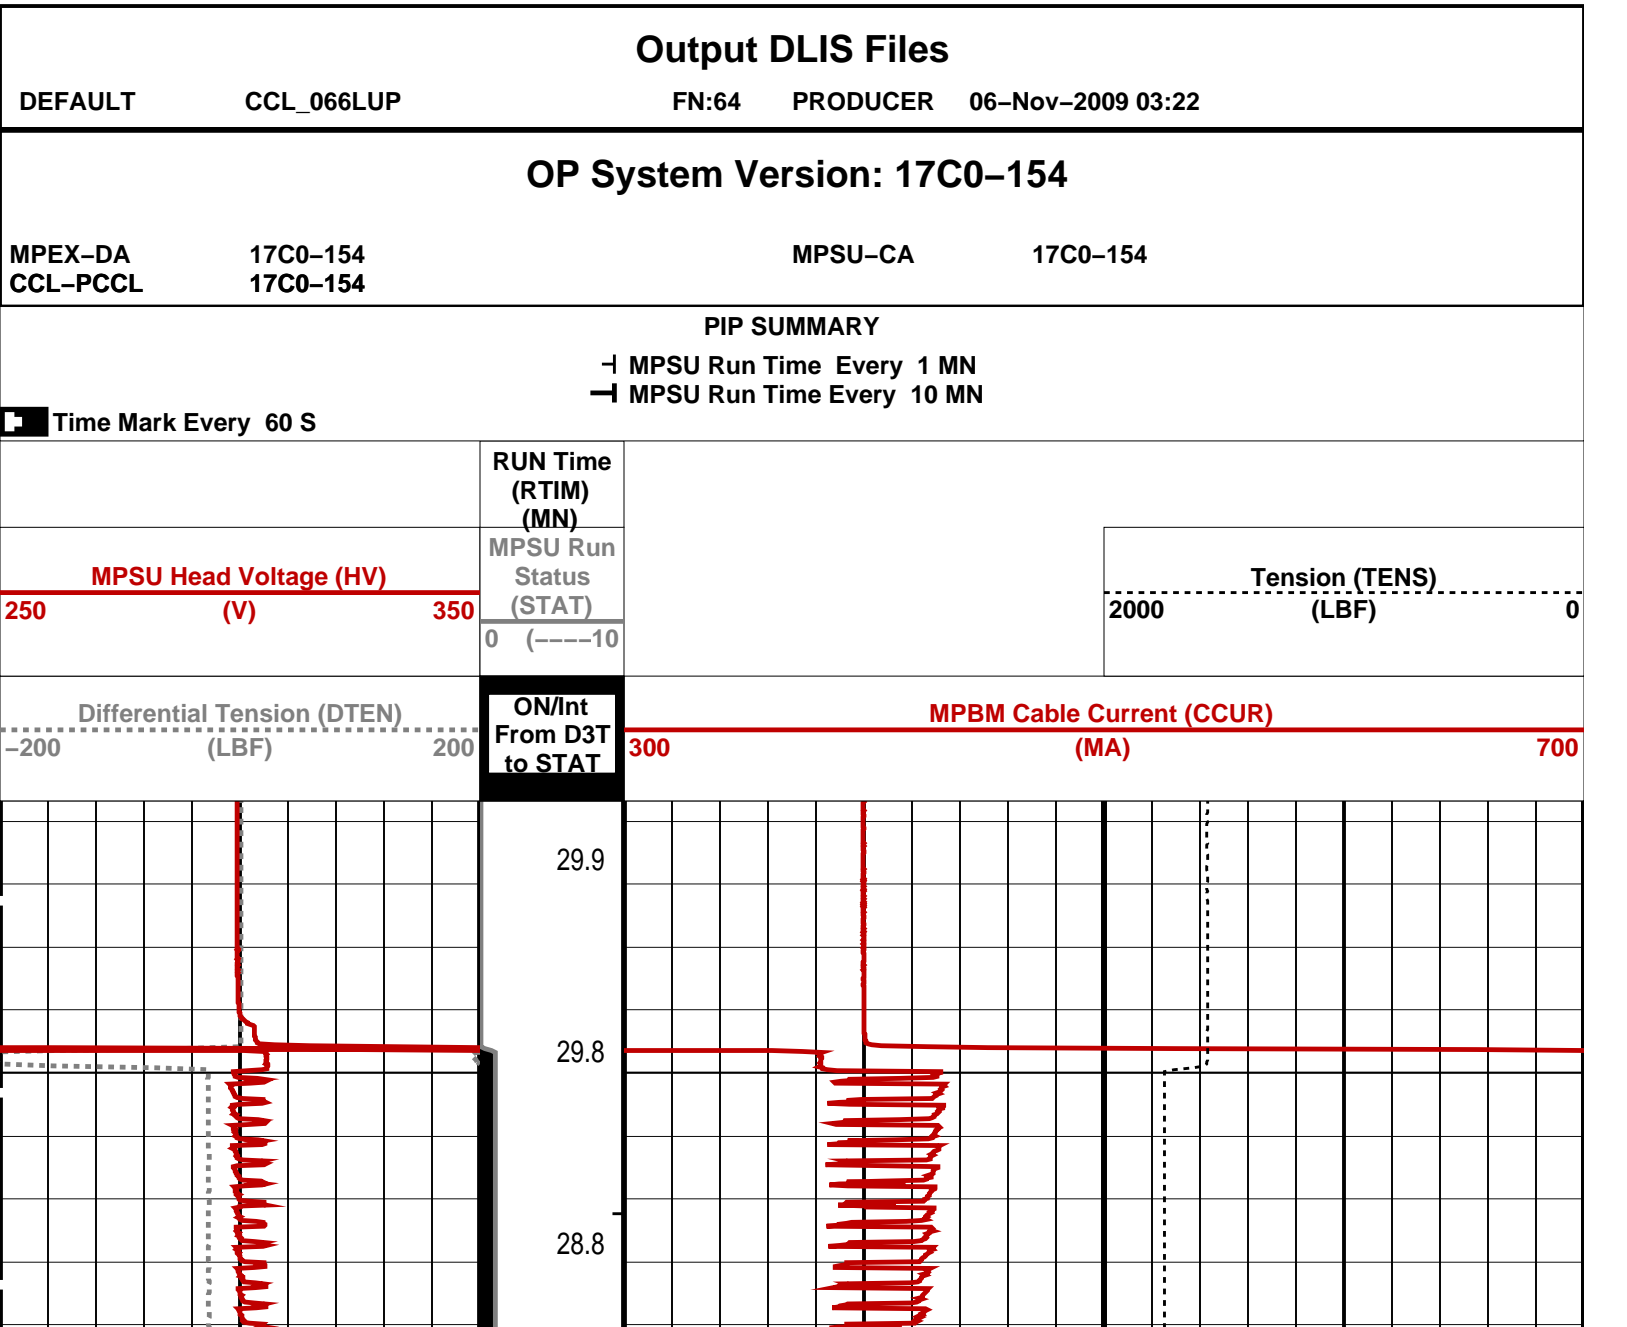 Output DLIS Files
DEFAULT CCL_066LUP FN:64 PRODUCER 06–Nov–2009 03:22
OP System Version: 17C0–154
MPEX–DA 17C0–154 MPSU–CA 17C0–154
CCL–PCCL 17C0–154
PIP SUMMARY
MPSU Run Time Every 1 MN
MPSU Run Time Every 10 MN
Time Mark Every 60 S
RUN Time
(RTIM)
(MN)
MPSU Head Voltage (HV)
250 (V) 350
MPSU Run
Status
(STAT)
0 (––––10
Tension (TENS)
2000 (LBF) 0
Differential Tension (DTEN)
–200 (LBF) 200
ON/Int
From D3T
to STAT
MPBM Cable Current (CCUR)
300 (MA) 700
29.9
29.8
28.8